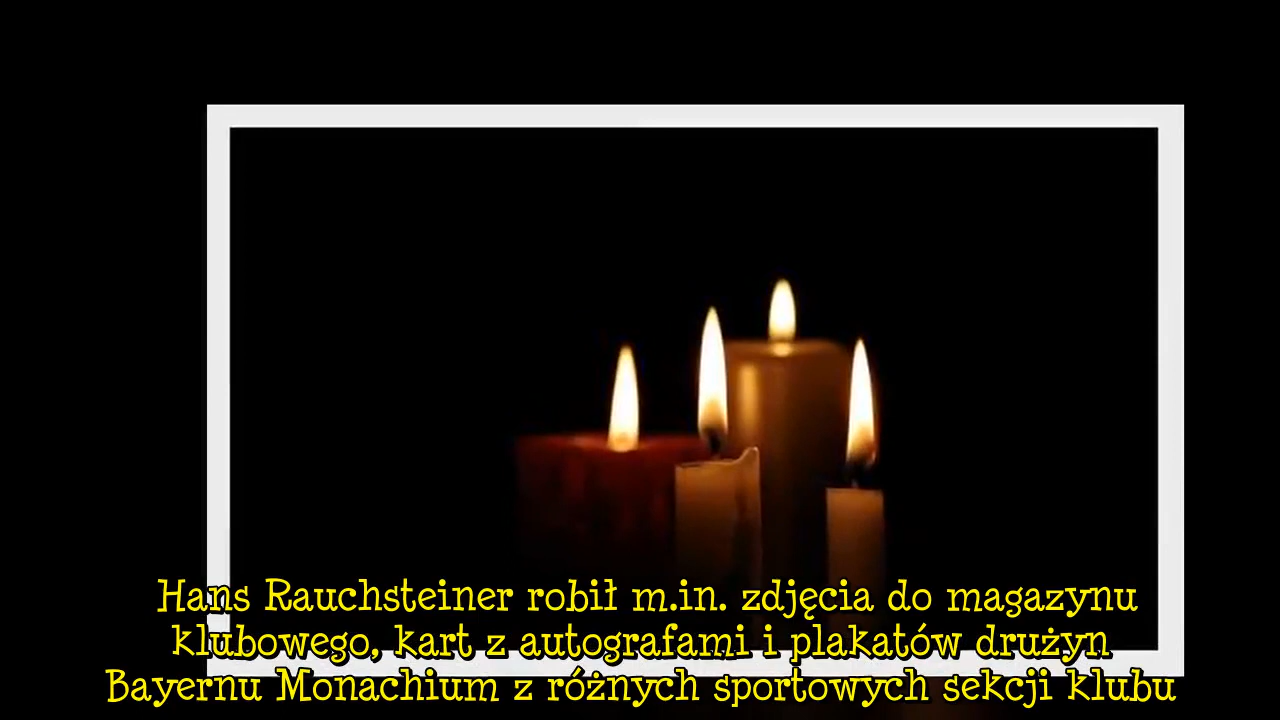 Hans Rauchsteiner robił m.in. zdjęcia do magazynu
klubowego, kart z autografami i plakatów drużyn
Bayernu Monachium z różnych sportowych sekcji klubu